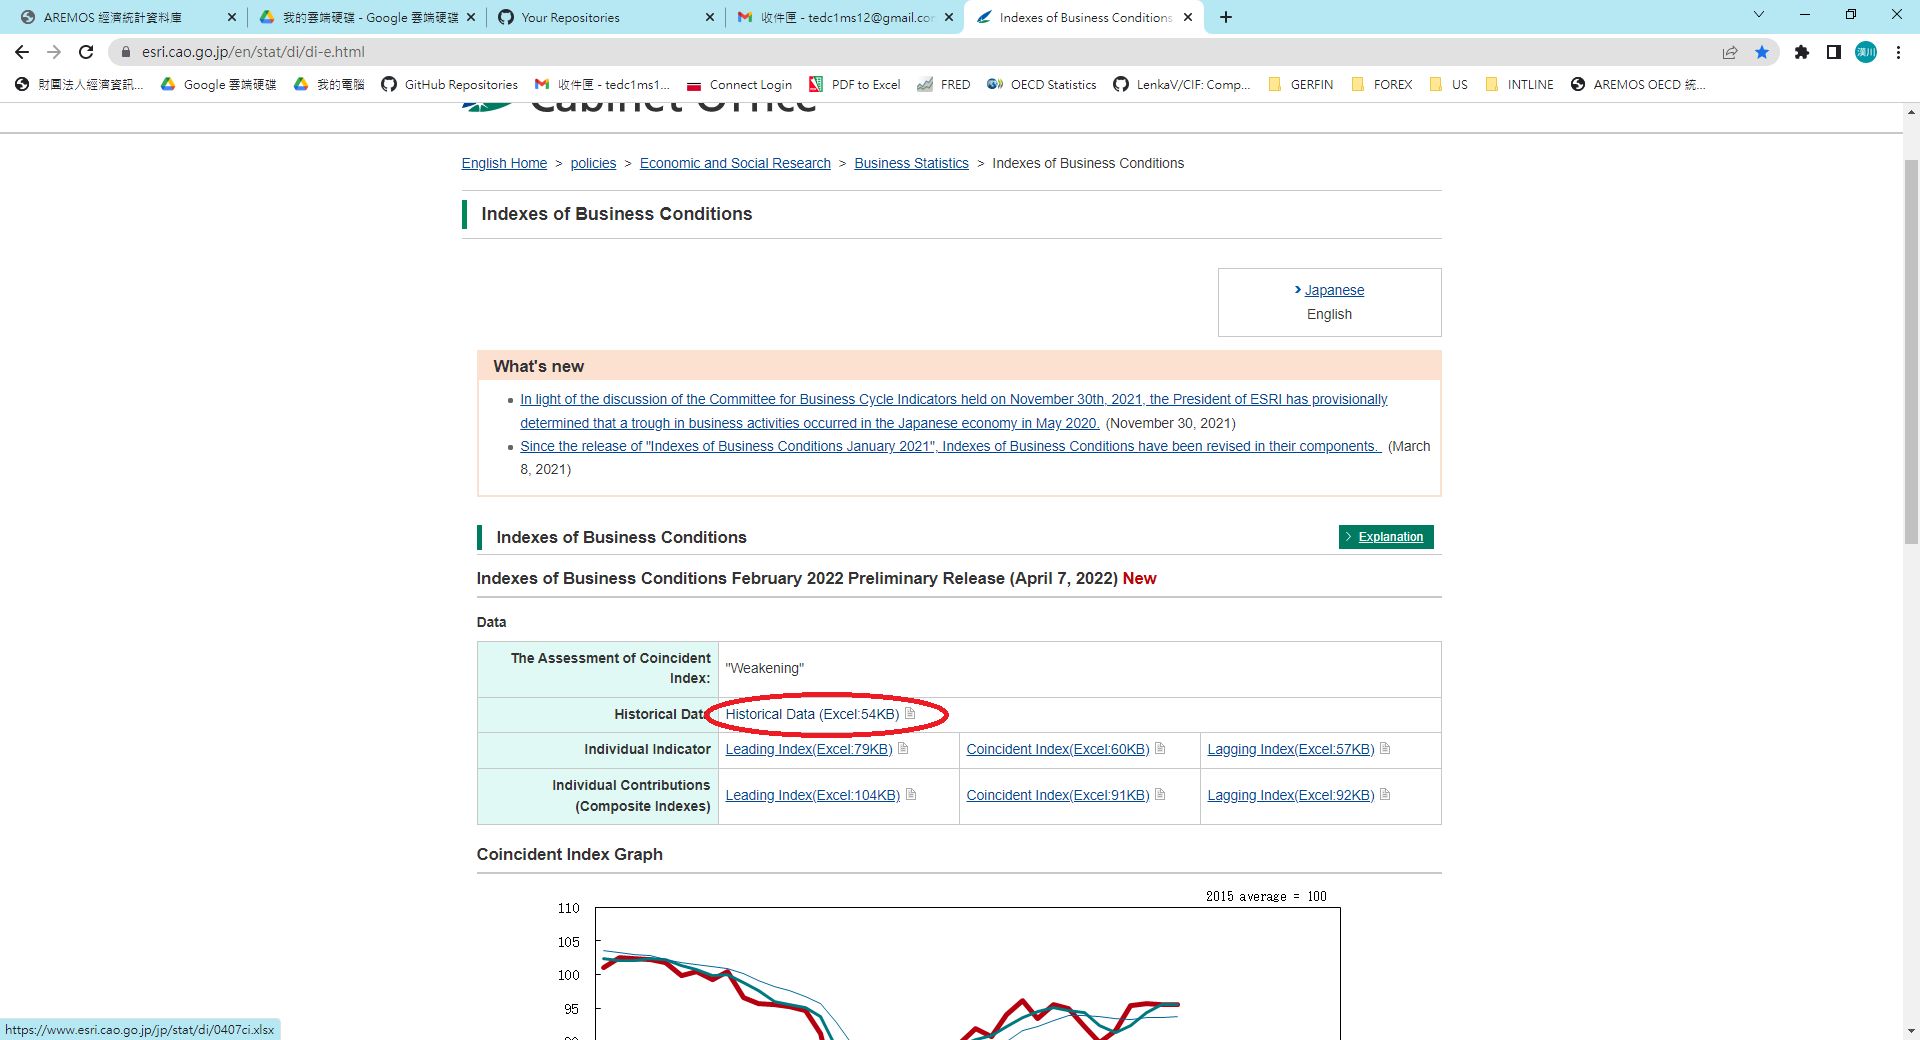 AREMOS 經濟統計資料庫
我的雲端硬碟 - Google 雲端硬碟
Your Repositories
收件匣 - tedc1ms12@gmail.cor
Indexes of Business Conditions
esri.cao.go.jp/en/stat/di/di-e.html
漢川
財團法人經濟資訊...
Google 雲端硬碟
我的電腦
GitHub Repositories
收件匣 - tedc1ms1...
Connect Login
PDF to Excel
FRED
OECD Statistics
LenkaV/CIF: Comp...
GERFIN
FOREX
US
INTLINE
AREMOS OECD 統...
Cabinet Office
English Home > policies > Economic and Social Research > Business Statistics > Indexes of Business Conditions
Indexes of Business Conditions
Japanese
English
What's new
In light of the discussion of the Committee for Business Cycle Indicators held on November 30th, 2021, the President of ESRI has provisionally
determined that a trough in business activities occurred in the Japanese economy in May 2020. (November 30, 2021)
Since the release of "Indexes of Business Conditions January 2021", Indexes of Business Conditions have been revised in their components. (March
8, 2021)
Indexes of Business Conditions
Explanation
Indexes of Business Conditions February 2022 Preliminary Release (April 7, 2022) New
Data
The Assessment of Coincident
Index:
"Weakening"
Historical Data
Historical Data (Excel:54KB)
Individual Indicator
Leading Index(Excel:79KB)
Coincident Index(Excel:60KB)
Lagging Index(Excel:57KB)
Individual Contributions
(Composite Indexes)
Leading Index(Excel:104KB)
Coincident Index(Excel:91KB)
Lagging Index(Excel:92KB)
Coincident Index Graph
2015 average = 100
110
105
100
95
90
https://www.esri.cao.go.jp/jp/stat/di/0407ci.xlsx